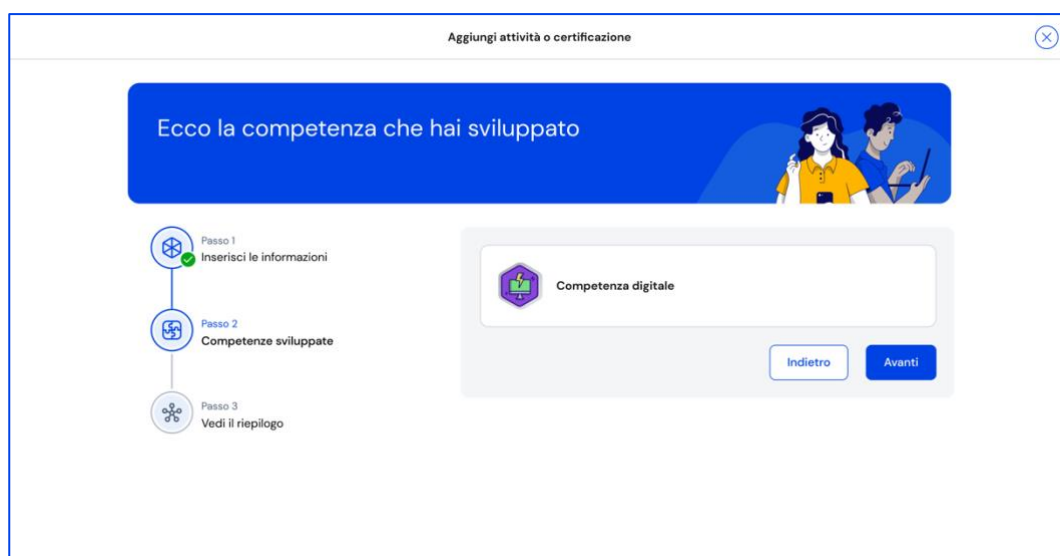 Aggiungi attività o certificazione
Ecco la competenza che hai sviluppato
Passo 1
Inserisci le informazioni
Passo 2
Competenze sviluppate
Passo 3
Vedi il riepilogo
Competenza digitale
Indietro
Avanti